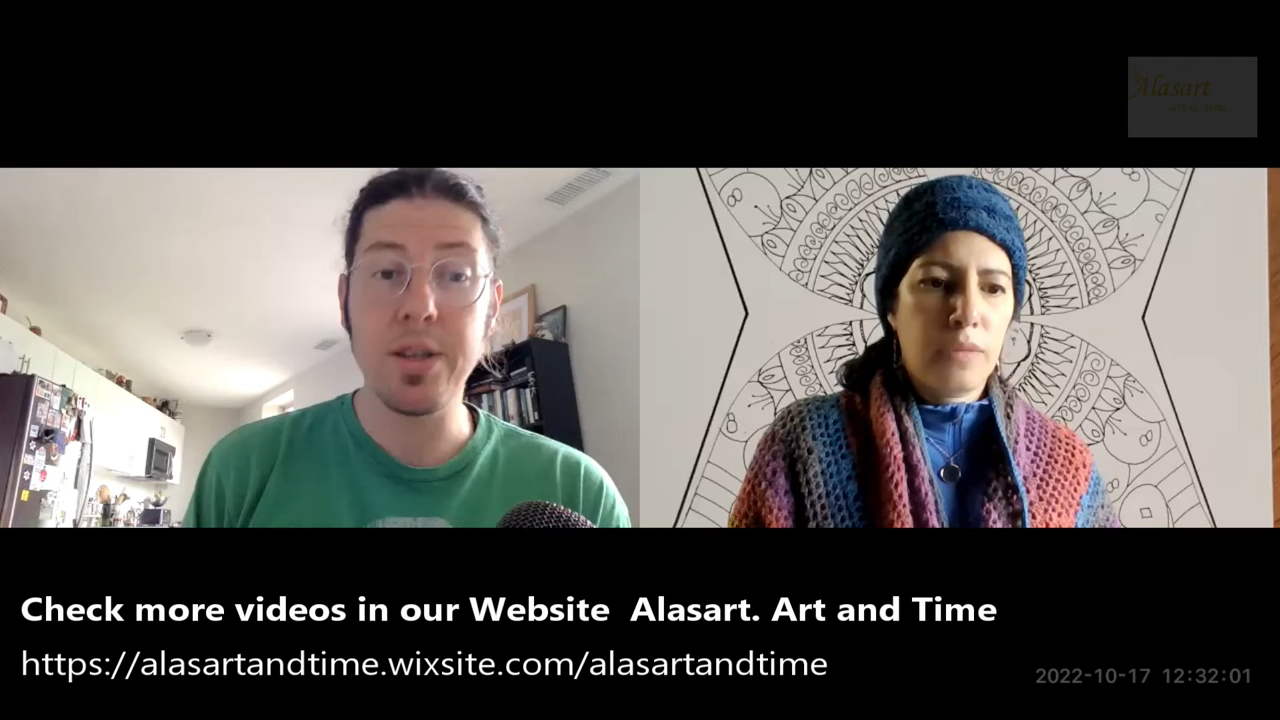 Alasart
Check more videos in our Website  Alasart. Art and Time
https://alasartandtime.wixsite.com/alasartandtime
2022-10-17 12:32:01